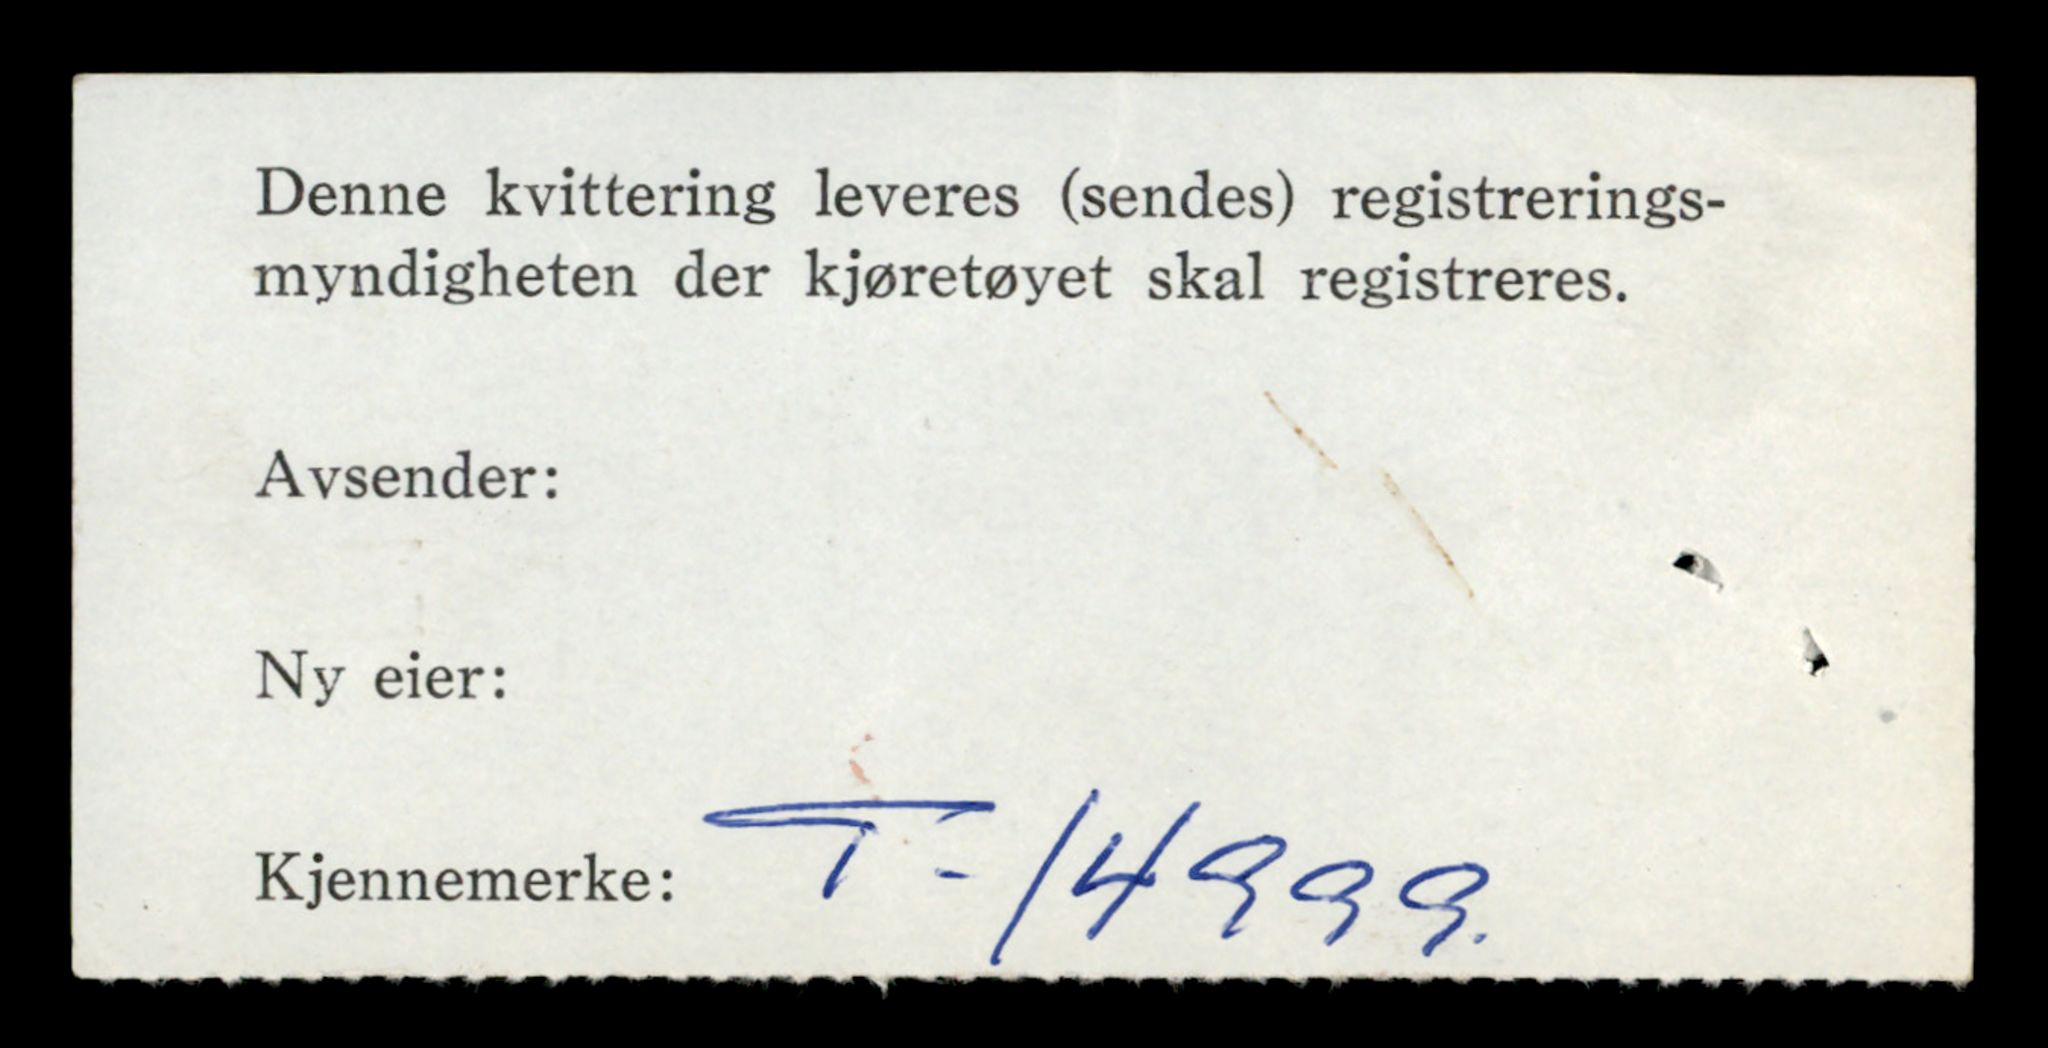 Denne kvittering leveres (sendes) registrerings-
myndigheten der kjøretøyet skal registreres.
Avsender:
Ny eier:
Kjennemerke: T-14999.